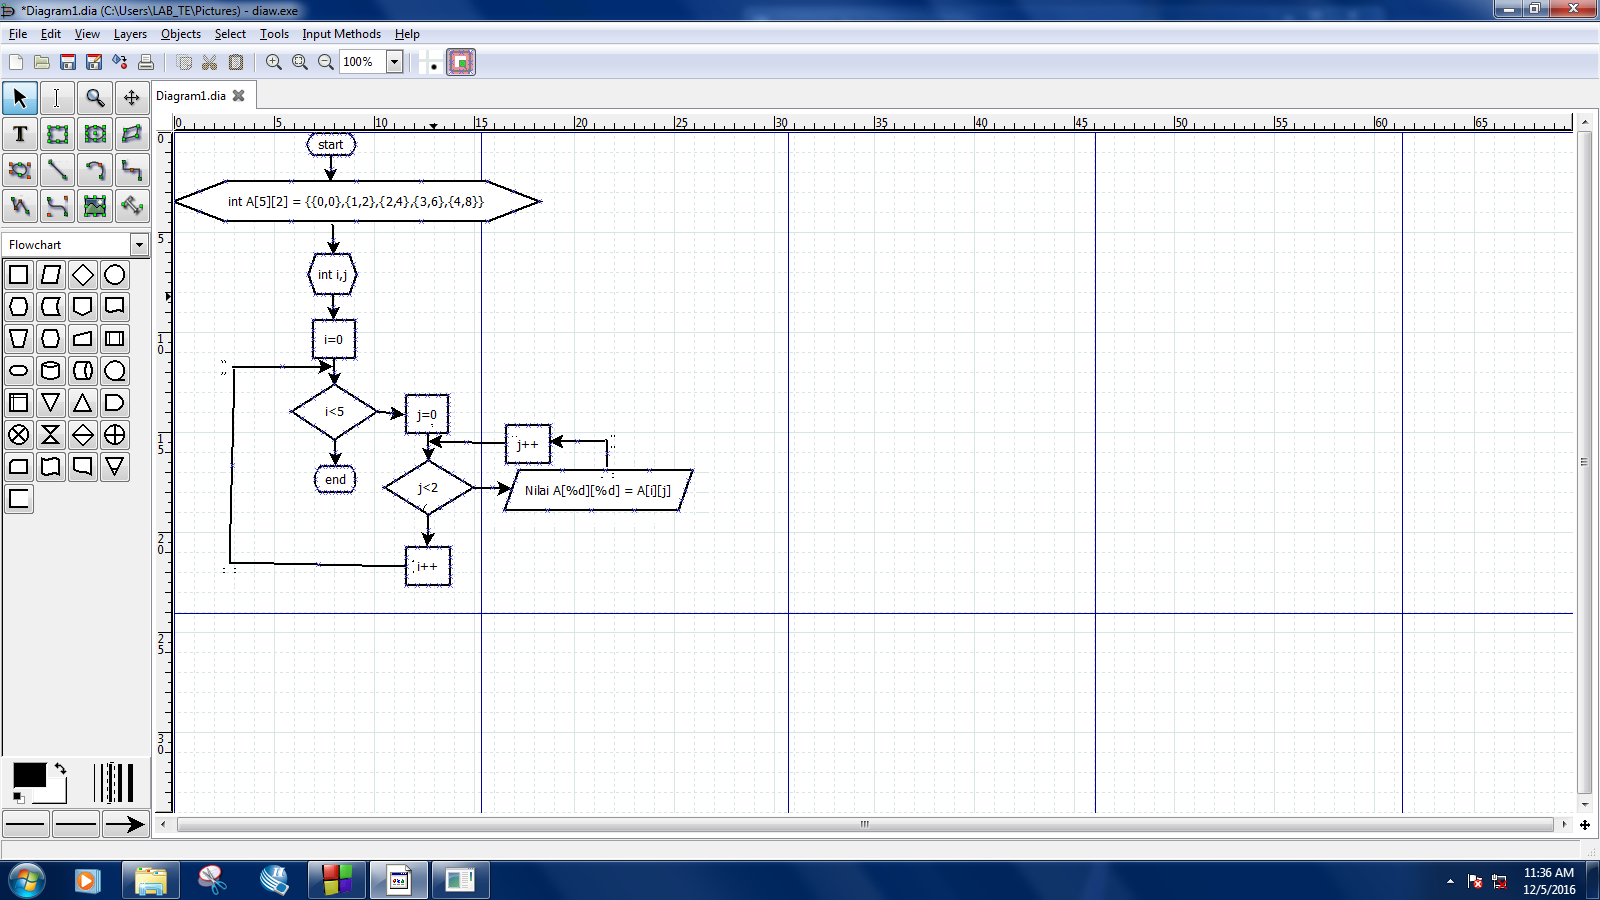 *Diagram1.dia (C:\Users\LAB_TE\Pictures) - diaw.exe
File Edit View Layers Objects Select Tools Input Methods Help
100%
Diagram1.dia
0 5 10 15 20 25 30 35 40 45 50 55 60 65
T
Flowchart
0
5
10
15
20
25
30
start
int A[5][2] = {{0,0},{1,2},{2,4},{3,6},{4,8}}
int i,j
i=0
i<5
j=0
j++
end
j<2
Nilai A[%d][%d] = A[i][j]
i++
11:36 AM
12/5/2016